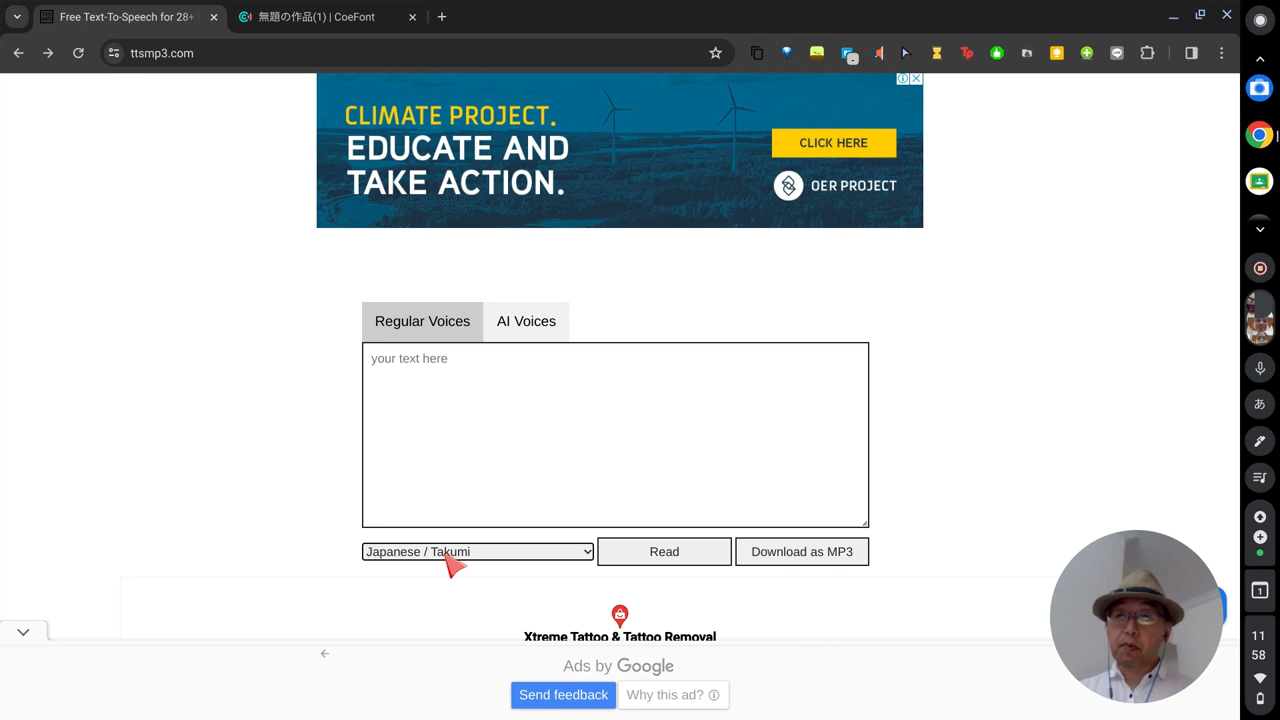 Free Text-To-Speech for 28+
無題の作品(1) | CoeFont
ttsmp3.com
CLIMATE PROJECT.
EDUCATE AND
TAKE ACTION.
CLICK HERE
OER PROJECT
Regular Voices
AI Voices
your text here
Japanese / Takumi
Read
Download as MP3
Xtreme Tattoo & Tattoo Removal
Ads by Google
Send feedback
Why this ad?
あ
1
11
58